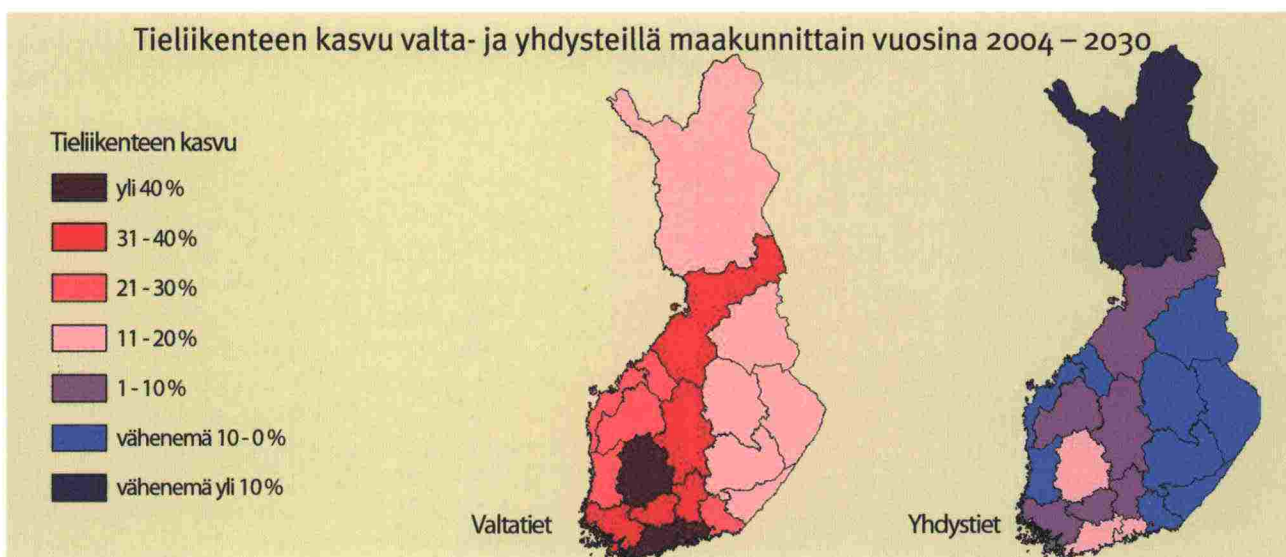 Tieliikenteen kasvu valta- ja yhdysteillä maakunnittain vuosina 2004 – 2030
Tieliikenteen kasvu
yli 40 %
31 - 40 %
21 - 30 %
11 - 20 %
1 - 10 %
vähenemä 10 - 0 %
vähenemä yli 10 %
Valtatiet
Yhdystiet